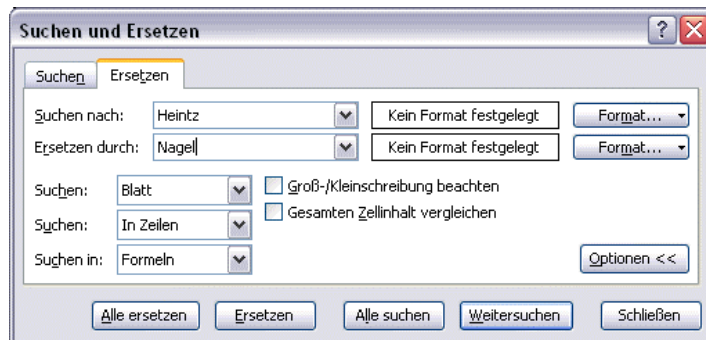 Suchen und Ersetzen
Suchen Ersetzen
Suchen nach: Heintz Kein Format festgelegt Format...
Ersetzen durch: Nagel Kein Format festgelegt Format...
Suchen: Blatt Groß-/Kleinschreibung beachten
Gesamten Zellinhalt vergleichen
Suchen: In Zeilen
Suchen in: Formeln Optionen <<
Alle ersetzen Ersetzen Alle suchen Weitersuchen Schließen